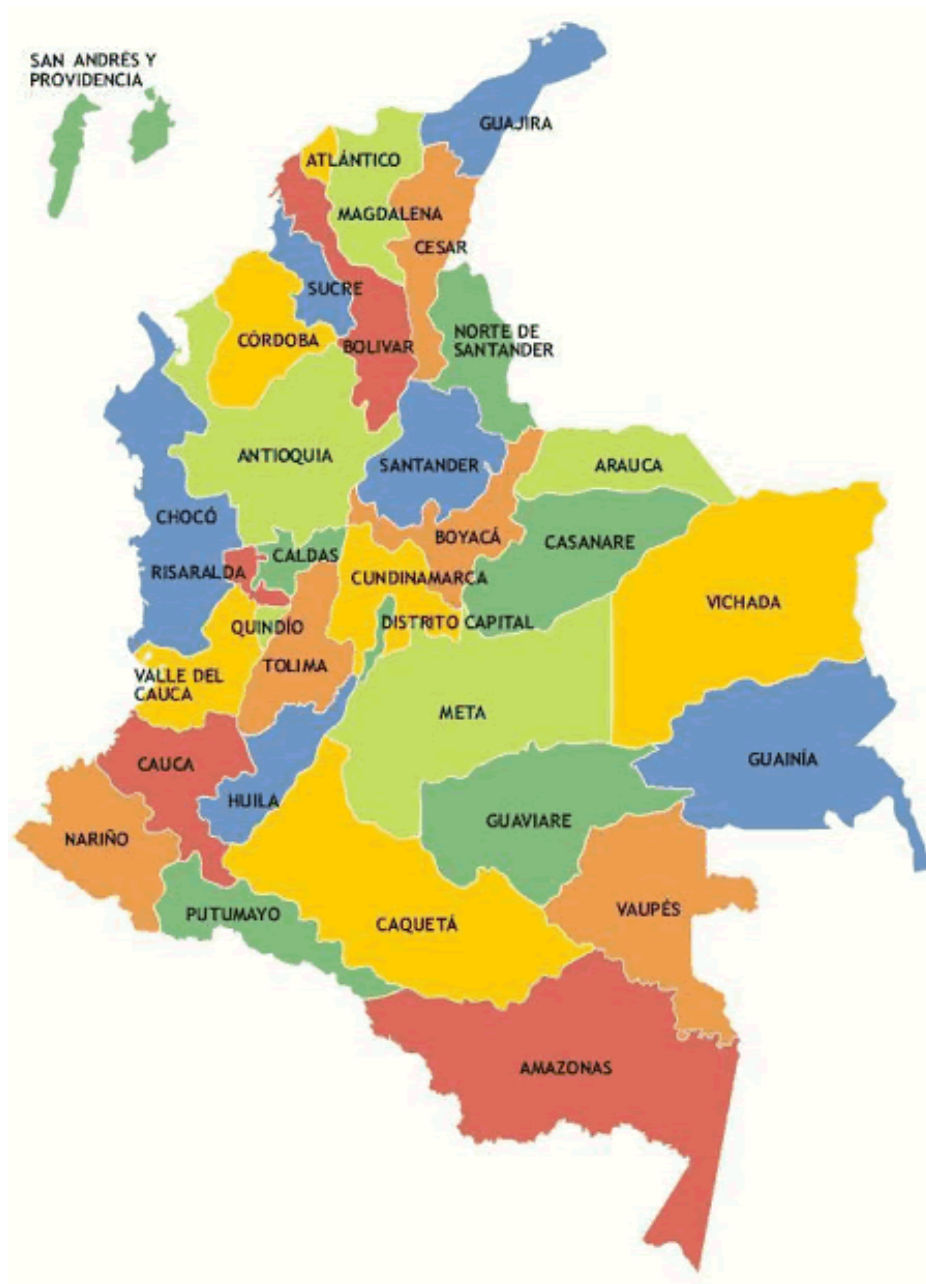 SAN ANDRÉS Y
PROVIDENCIA
GUAJIRA
ATLÁNTICO
MAGDALENA
CESAR
SUCRE
NORTE DE
SANTANDER
CÓRDOBA
BOLIVAR
ANTIOQUIA
SANTANDER
ARAUCA
CHOCÓ
BOYACÁ
CASANARE
CALDAS
RISARALDA
CUNDINAMARCA
VICHADA
QUINDÍO
DISTRITO CAPITAL
TOLIMA
VALLE DEL
CAUCA
META
GUAINÍA
CAUCA
HUILA
GUAVIARE
NARIÑO
VAUPÉS
PUTUMAYO
CAQUETÁ
AMAZONAS